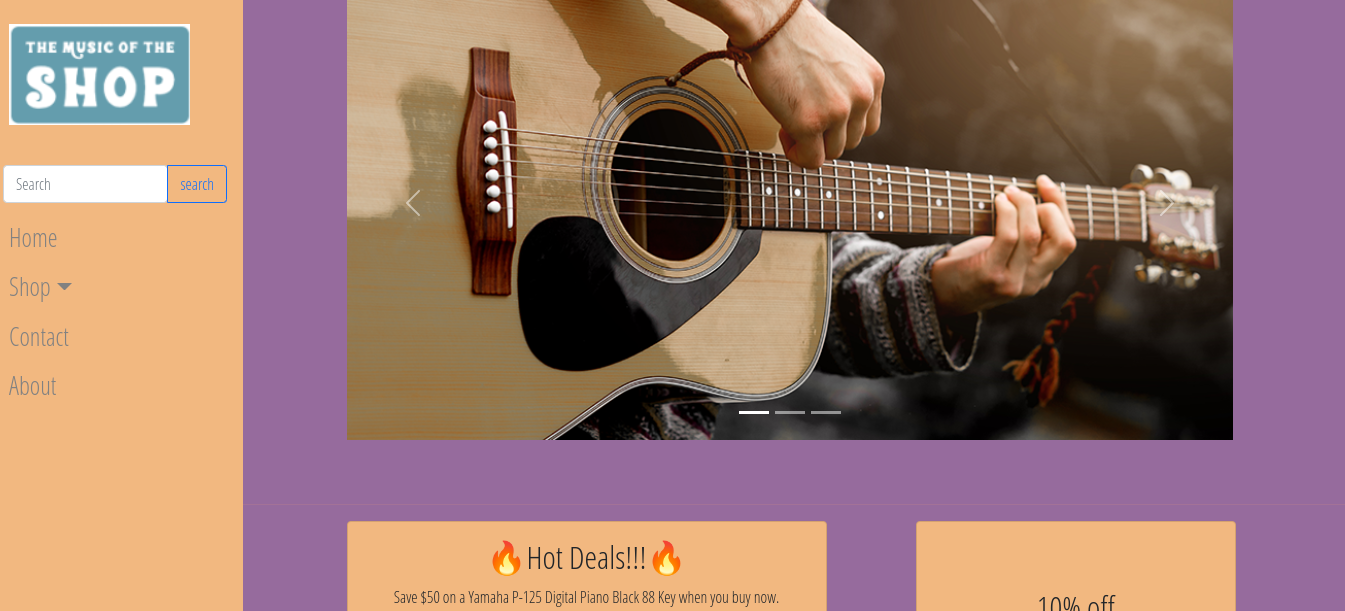 THE MUSIC OF THE
SHOP
Search
search
Home
Shop
Contact
About
🔥Hot Deals!!!🔥
Save $50 on a Yamaha P-125 Digital Piano Black 88 Key when you buy now.
10% off